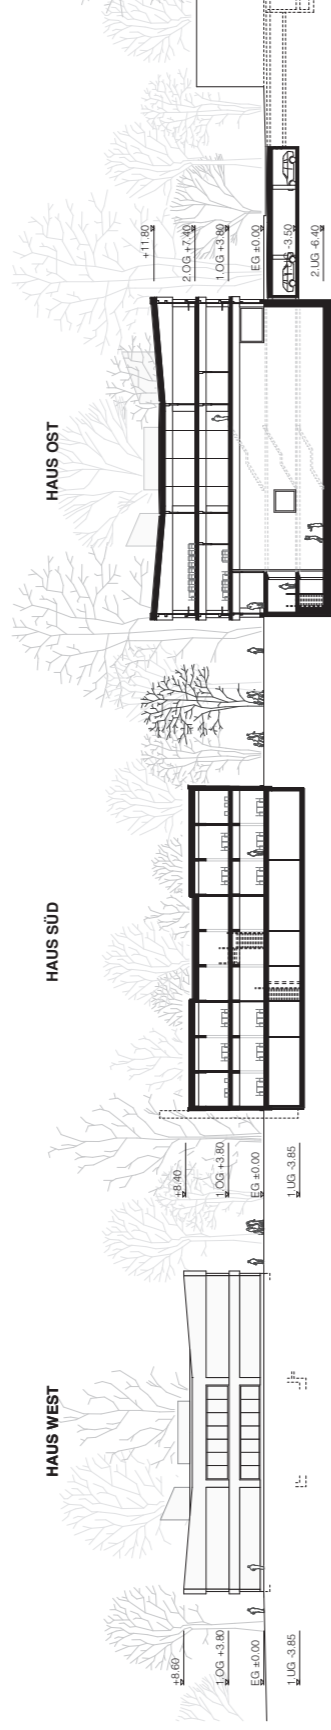 HAUS WEST
HAUS SÜD
HAUS OST
+8.60
1.OG +3.80
EG ±0.00
1.UG -3.85
+8.40
1.OG +3.80
EG ±0.00
1.UG -3.85
+11.80
2.OG +7.40
1.OG +3.80
EG ±0.00
-3.50
2.UG -6.40